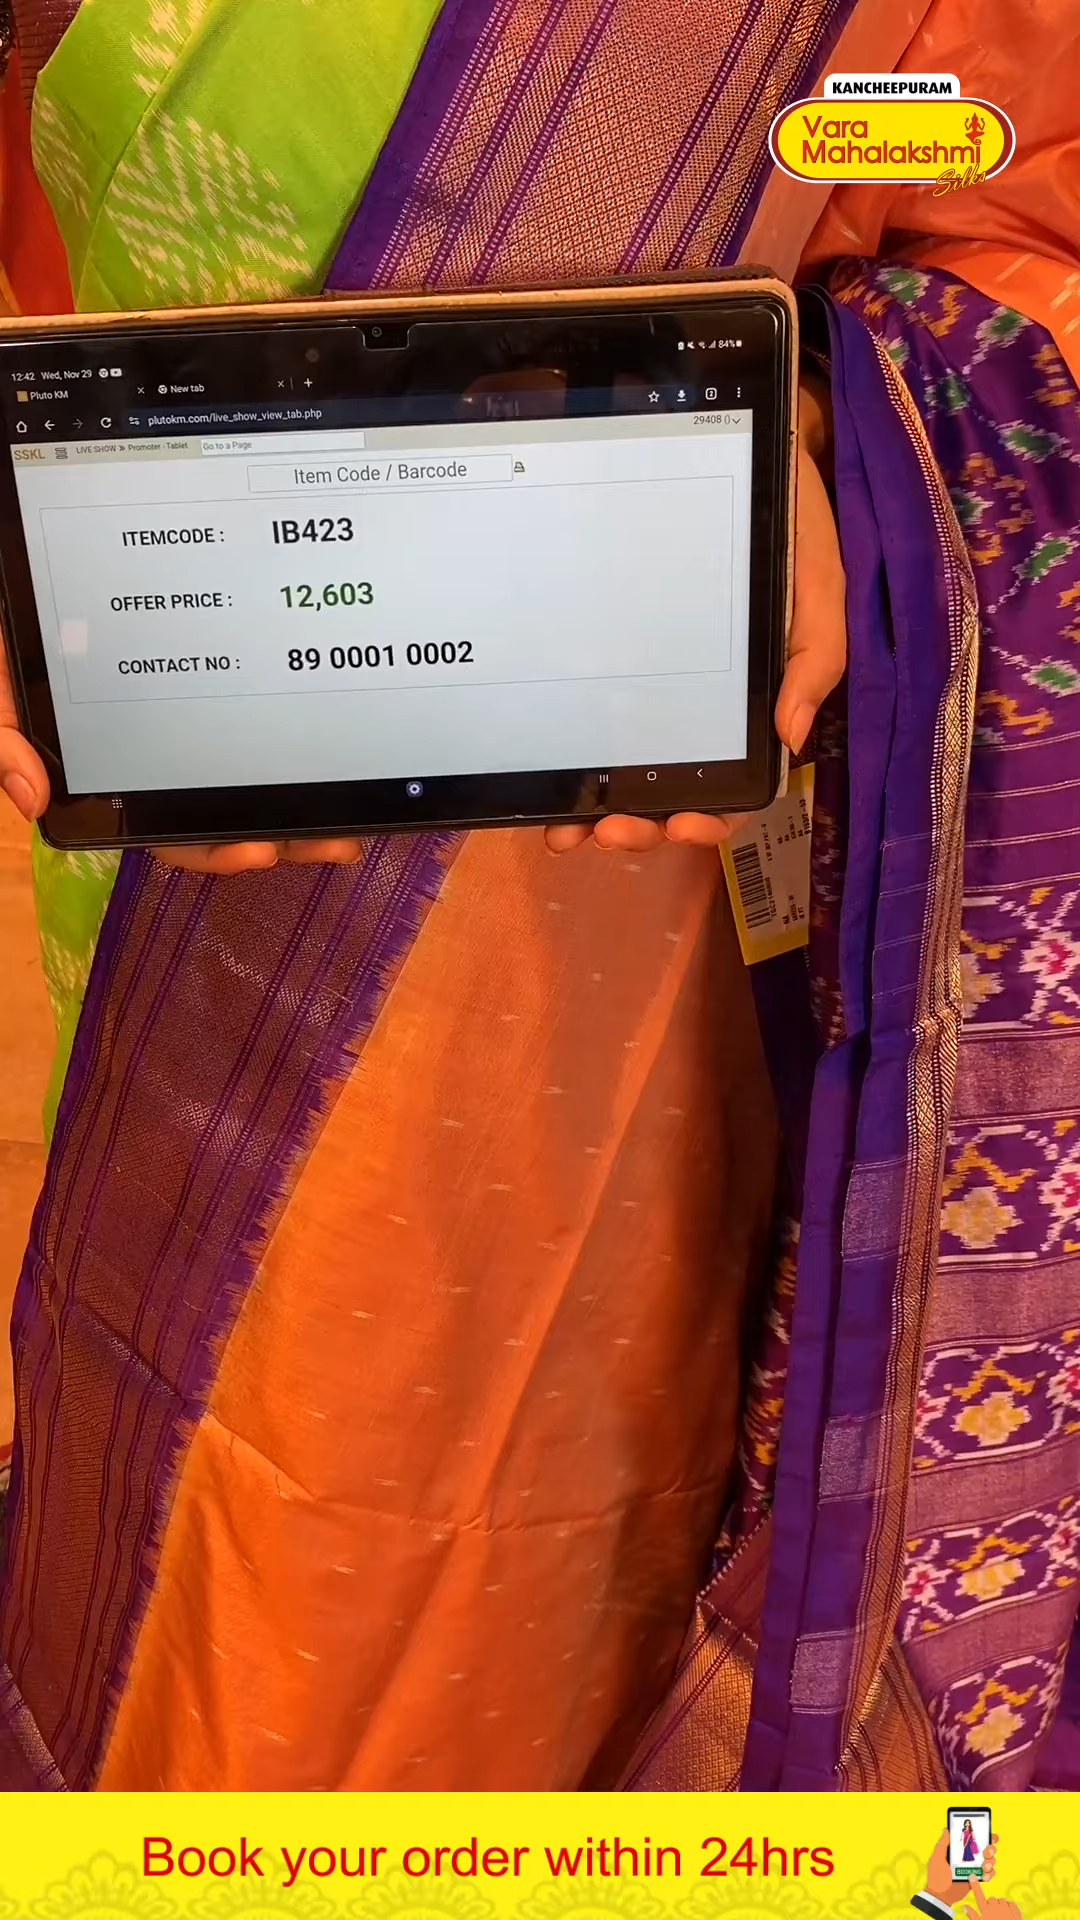 KANCHEEPURAM
Vara
Mahalakshmi
Silks
12:42 Wed, Nov 29
84%
Pluto KM
New tab
plutokm.com/live_show_view_tab.php
29408 ()
SSKL
LIVE SHOW » Promoter - Tablet
Go to a Page
Item Code / Barcode
ITEMCODE : IB423
OFFER PRICE : 12,603
CONTACT NO : 89 0001 0002
Book your order within 24hrs
BOOKING